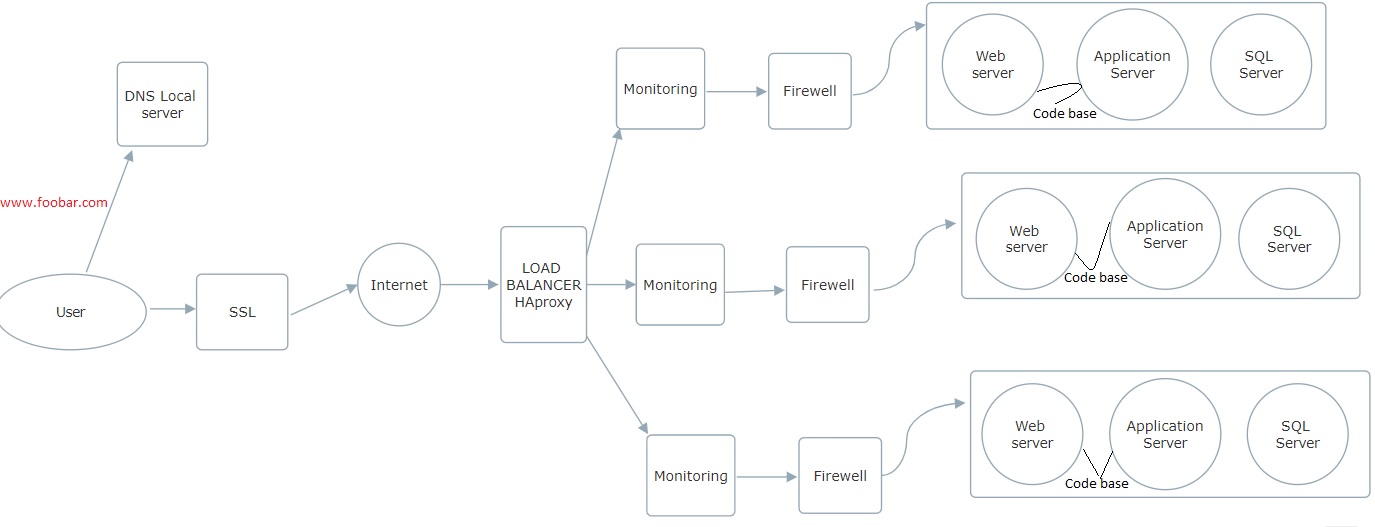 DNS Local
server
www.foobar.com
User
SSL
Internet
LOAD
BALANCER
HAproxy
Monitoring
Firewell
Web
server
Application
Server
SQL
Server
Code base
Monitoring
Firewell
Web
server
Application
Server
SQL
Server
Code base
Monitoring
Firewell
Web
server
Application
Server
SQL
Server
Code base